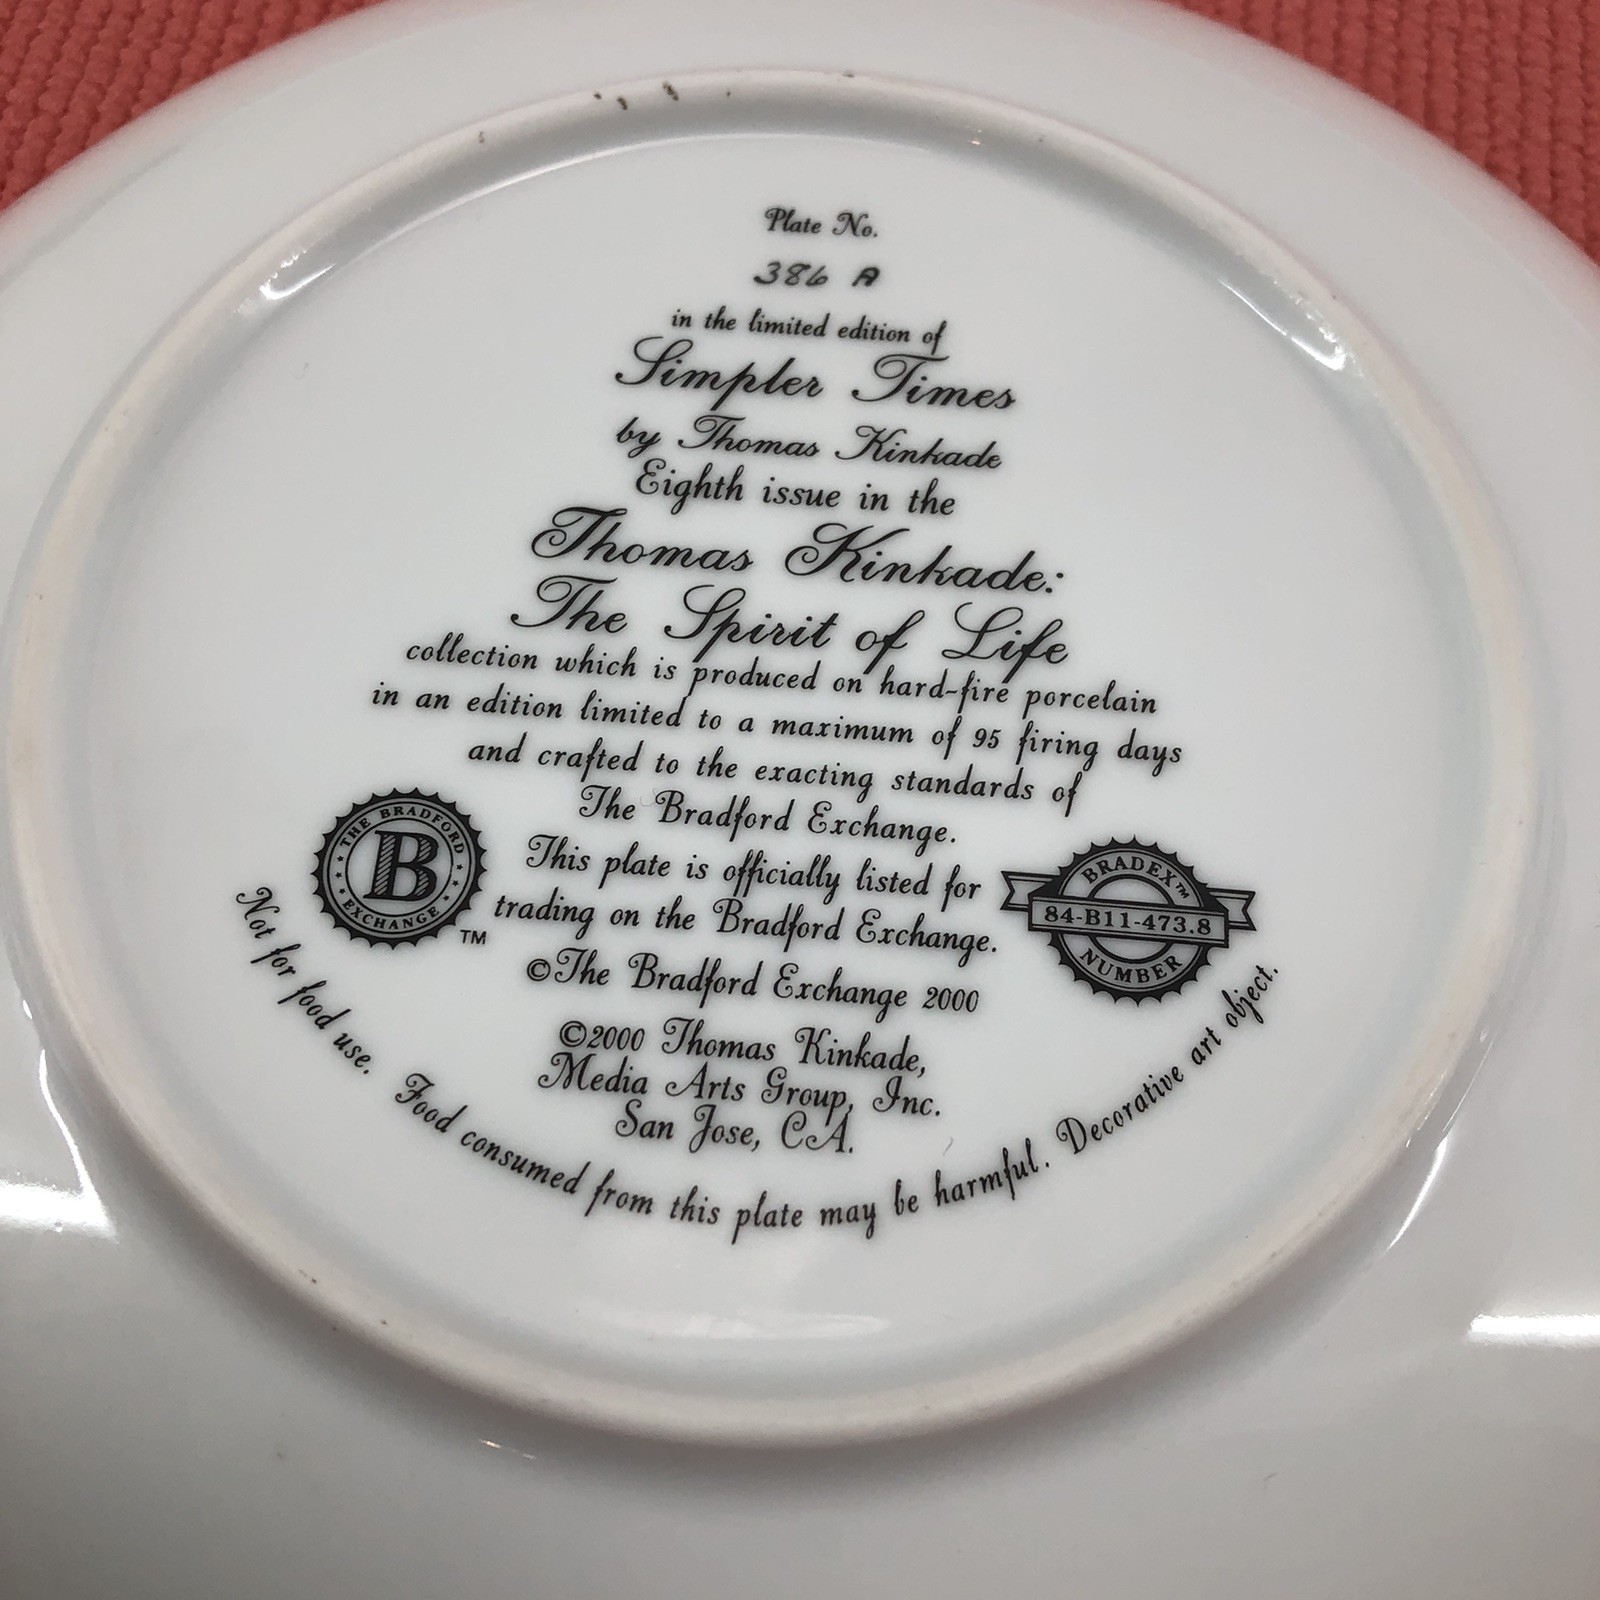 Plate No.
386 A
in the limited edition of
Simpler Times
by Thomas Kinkade
Eighth issue in the
Thomas Kinkade:
The Spirit of Life
collection which is produced on hard-fire porcelain
in an edition limited to a maximum of 95 firing days
and crafted to the exacting standards of
The Bradford Exchange.
This plate is officially listed for
trading on the Bradford Exchange.
©The Bradford Exchange 2000
©2000 Thomas Kinkade,
Media Arts Group, Inc.
San Jose, CA.
THE BRADFORD
B
EXCHANGE
TM
BRADEX™
84-B11-473.8
NUMBER
Not for food use. Food consumed from this plate may be harmful. Decorative art object.